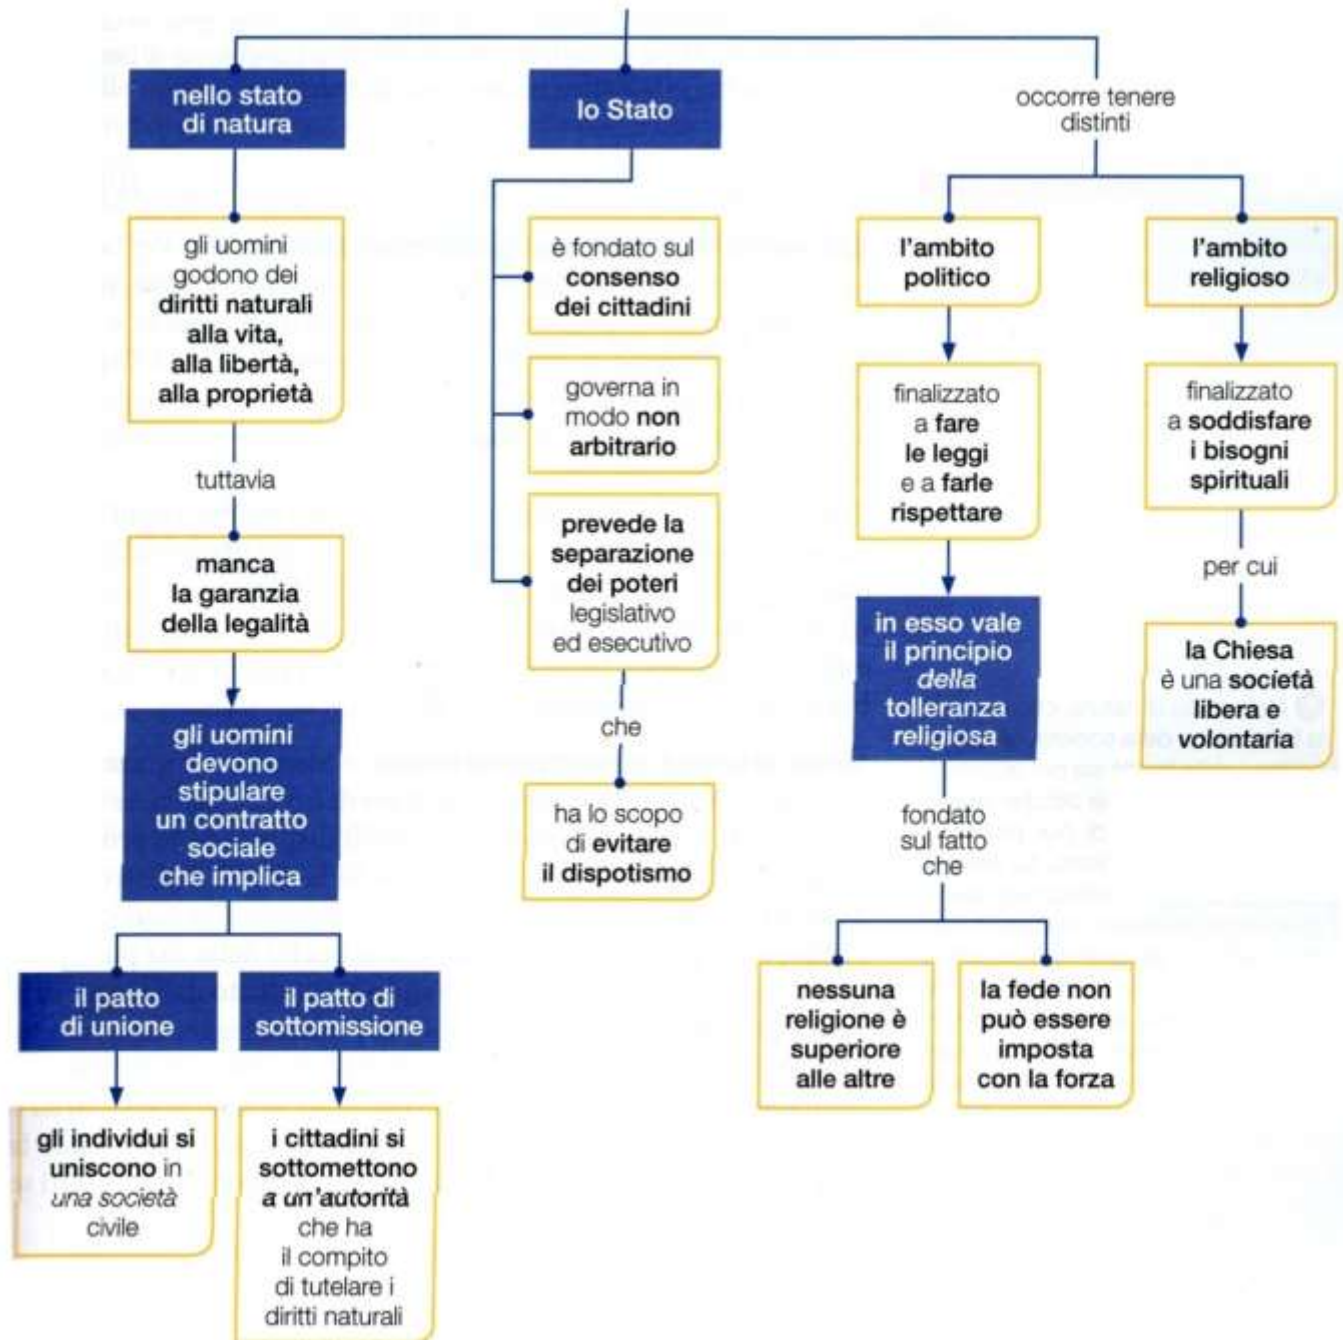 nello stato
di natura
lo Stato
occorre tenere
distinti
gli uomini
godono dei
diritti naturali
alla vita,
alla libertà,
alla proprietà
è fondato sul
consenso
dei cittadini
l'ambito
politico
l'ambito
religioso
governa in
modo non
arbitrario
finalizzato
a fare
le leggi
e a farle
rispettare
finalizzato
a soddisfare
i bisogni
spirituali
tuttavia
manca
la garanzia
della legalità
prevede la
separazione
dei poteri
legislativo
ed esecutivo
per cui
in esso vale
il principio
della
tolleranza
religiosa
la Chiesa
è una società
libera e
volontaria
gli uomini
devono
stipulare
un contratto
sociale
che implica
che
ha lo scopo
di evitare
il dispotismo
fondato
sul fatto
che
il patto
di unione
il patto di
sottomissione
nessuna
religione è
superiore
alle altre
la fede non
può essere
imposta
con la forza
gli individui si
uniscono in
una società
civile
i cittadini si
sottomettono
a un'autorità
che ha
il compito
di tutelare i
diritti naturali